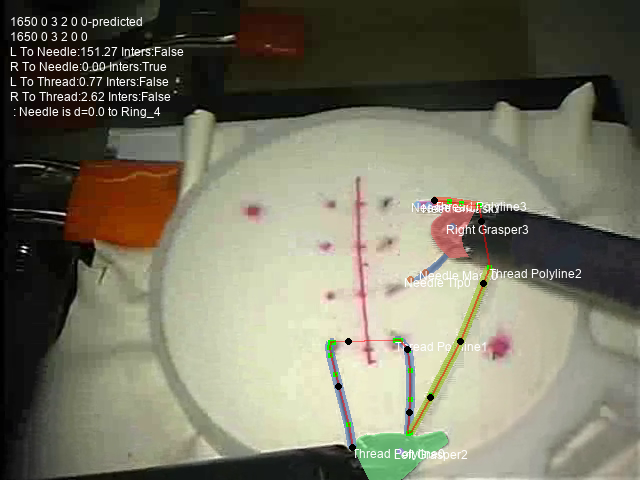 1650 0 3 2 0 0-predicted
1650 0 3 2 0 0
L To Needle:151.27 Inters:False
R To Needle:0.00 Inters:True
L To Thread:0.77 Inters:False
R To Thread:2.62 Inters:False
: Needle is d=0.0 to Ring_4
Polyline3
Right Grasper3
Thread Polyline2
Needle
Needle Tip0
Thread
Thread
Grasper2